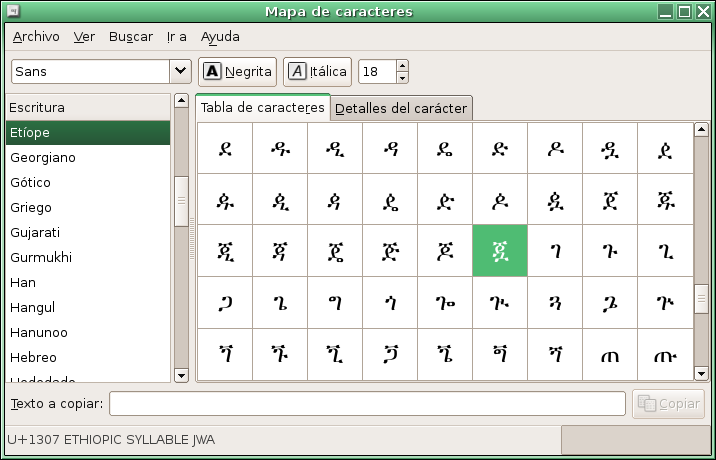 Mapa de caracteres
Archivo Ver Buscar Ir a Ayuda
Sans A Negrita A Itálica 18
Escritura
Etíope
Georgiano
Gótico
Griego
Gujarati
Gurmukhi
Han
Hangul
Hanunoo
Hebreo
Tabla de caracteres Detalles del carácter
ደ ዱ ዲ ዳ ዴ ድ ዶ ዷ ዸ
ዹ ዺ ዻ ዼ ዽ ዾ ዿ ጀ ጁ
ጂ ጃ ጄ ጅ ጆ ጇ ገ ጉ ጊ
ጋ ጌ ግ ጎ ጐ ጒ ጓ ጔ ጕ
ጘ ጙ ጚ ጛ ጜ ጝ ጞ ጠ ጡ
Texto a copiar: Copiar
U+1307 ETHIOPIC SYLLABLE JWA